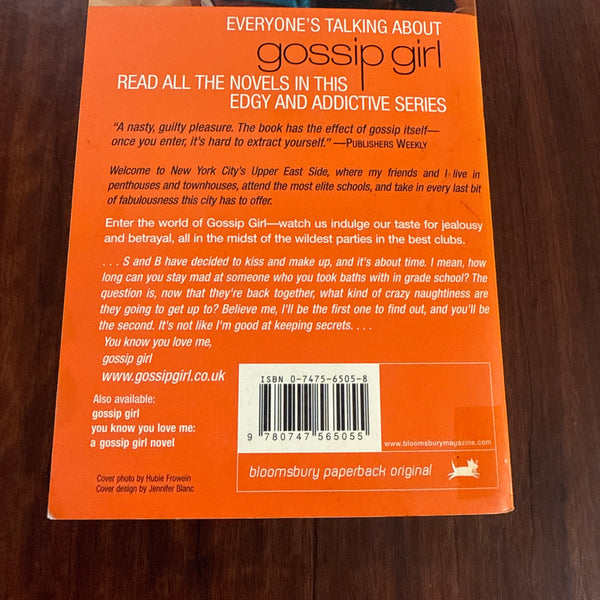 EVERYONE'S TALKING ABOUT
gossip girl
READ ALL THE NOVELS IN THIS
EDGY AND ADDICTIVE SERIES
"A nasty, guilty pleasure. The book has the effect of gossip itself—
once you enter, it's hard to extract yourself." —PUBLISHERS WEEKLY
Welcome to New York City's Upper East Side, where my friends and I live in
penthouses and townhouses, attend the most elite schools, and take in every last bit
of fabulousness this city has to offer.
Enter the world of Gossip Girl—watch us indulge our taste for jealousy
and betrayal, all in the midst of the wildest parties in the best clubs.
. . . S and B have decided to kiss and make up, and it's about time. I mean, how
long can you stay mad at someone who you took baths with in grade school? The
question is, now that they're back together, what kind of crazy naughtiness are
they going to get up to? Believe me, I'll be the first one to find out, and you'll be
the second. It's not like I'm good at keeping secrets. . . .
You know you love me,
gossip girl
www.gossipgirl.co.uk
Also available:
gossip girl
you know you love me:
a gossip girl novel
ISBN 0-7475-6505-8
9 780747 565055
www.bloomsburymagazine.com
bloomsbury paperback original
Cover photo by Hubie Frowein
Cover design by Jennifer Blanc